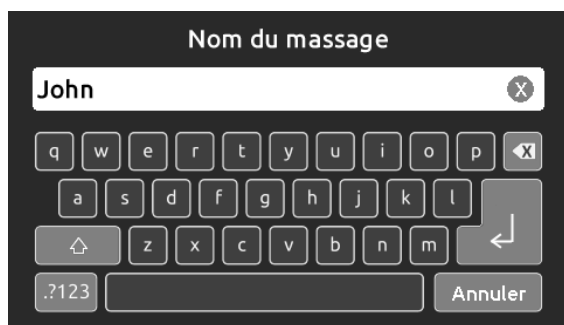 Nom du massage
John X
q w e r t y u i o p X
a s d f g h j k l
z x c v b n m
.?123 Annuler